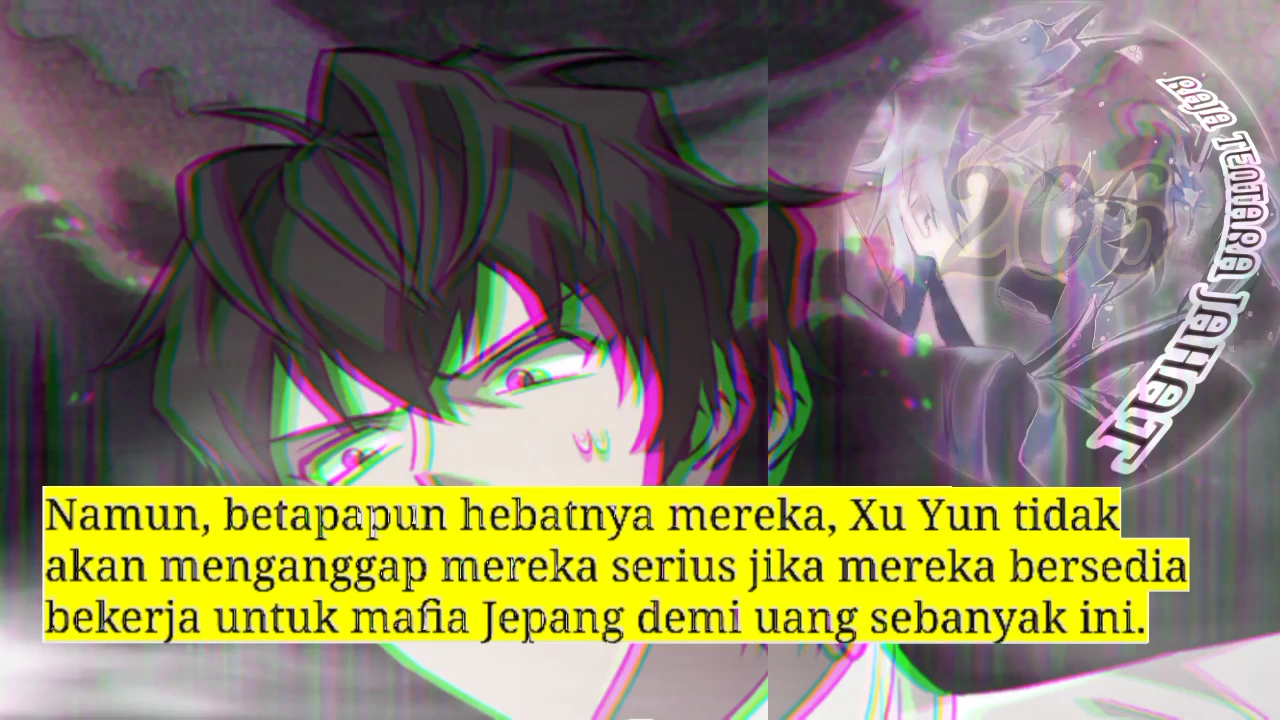 RAJA TENTARA JAHAT
206
Namun, betapapun hebatnya mereka, Xu Yun tidak
akan menganggap mereka serius jika mereka bersedia
bekerja untuk mafia Jepang demi uang sebanyak ini.